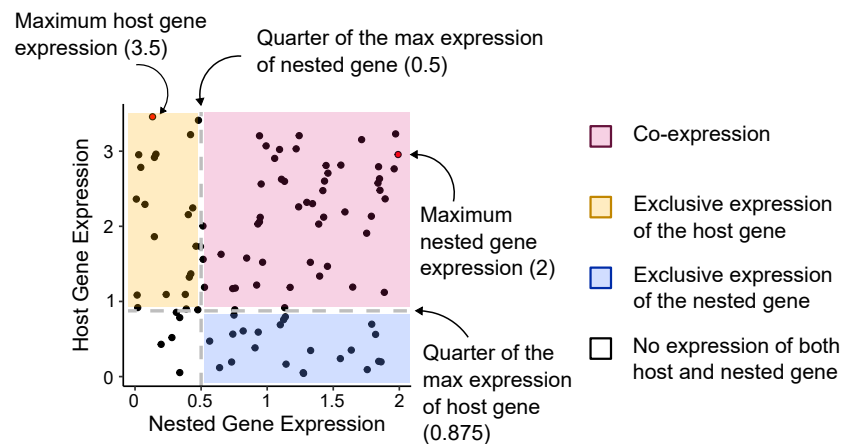 Maximum host gene
expression (3.5)
Quarter of the max expression
of nested gene (0.5)
Host Gene Expression
3
2
1
0
0
0.5
1
1.5
2
Nested Gene Expression
Maximum
nested gene
expression (2)
Quarter of the
max expression
of host gene
(0.875)
Co-expression
Exclusive expression
of the host gene
Exclusive expression
of the nested gene
No expression of both
host and nested gene